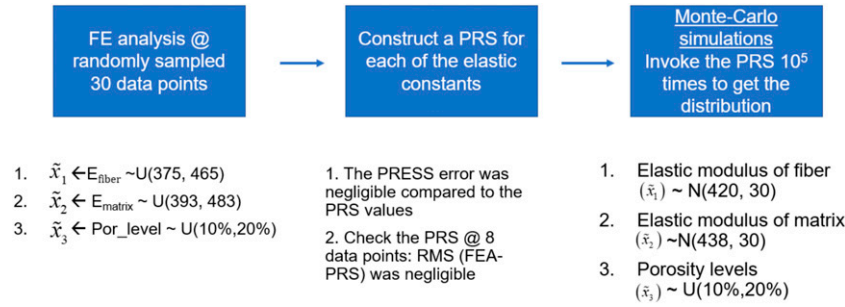 FE analysis @
randomly sampled
30 data points
Construct a PRS for
each of the elastic
constants
Monte-Carlo
simulations
Invoke the PRS 10⁵
times to get the
distribution
1. x̃₁ ←E_fiber ~U(375, 465)
2. x̃₂ ← E_matrix ~ U(393, 483)
3. x̃₃ ← Por_level ~ U(10%,20%)
1. The PRESS error was
negligible compared to the
PRS values
2. Check the PRS @ 8
data points: RMS (FEA-
PRS) was negligible
1. Elastic modulus of fiber
(x̃₁) ~ N(420, 30)
2. Elastic modulus of matrix
(x̃₂) ~N(438, 30)
3. Porosity levels
(x̃₃) ~ U(10%,20%)